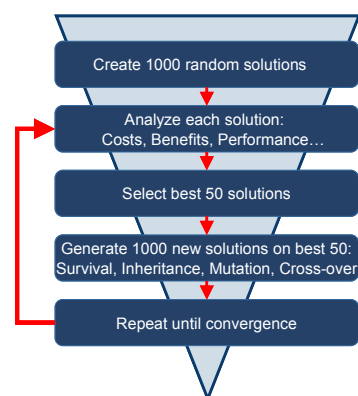 Create 1000 random solutions
Analyze each solution:
Costs, Benefits, Performance…
Select best 50 solutions
Generate 1000 new solutions on best 50:
Survival, Inheritance, Mutation, Cross-over
Repeat until convergence